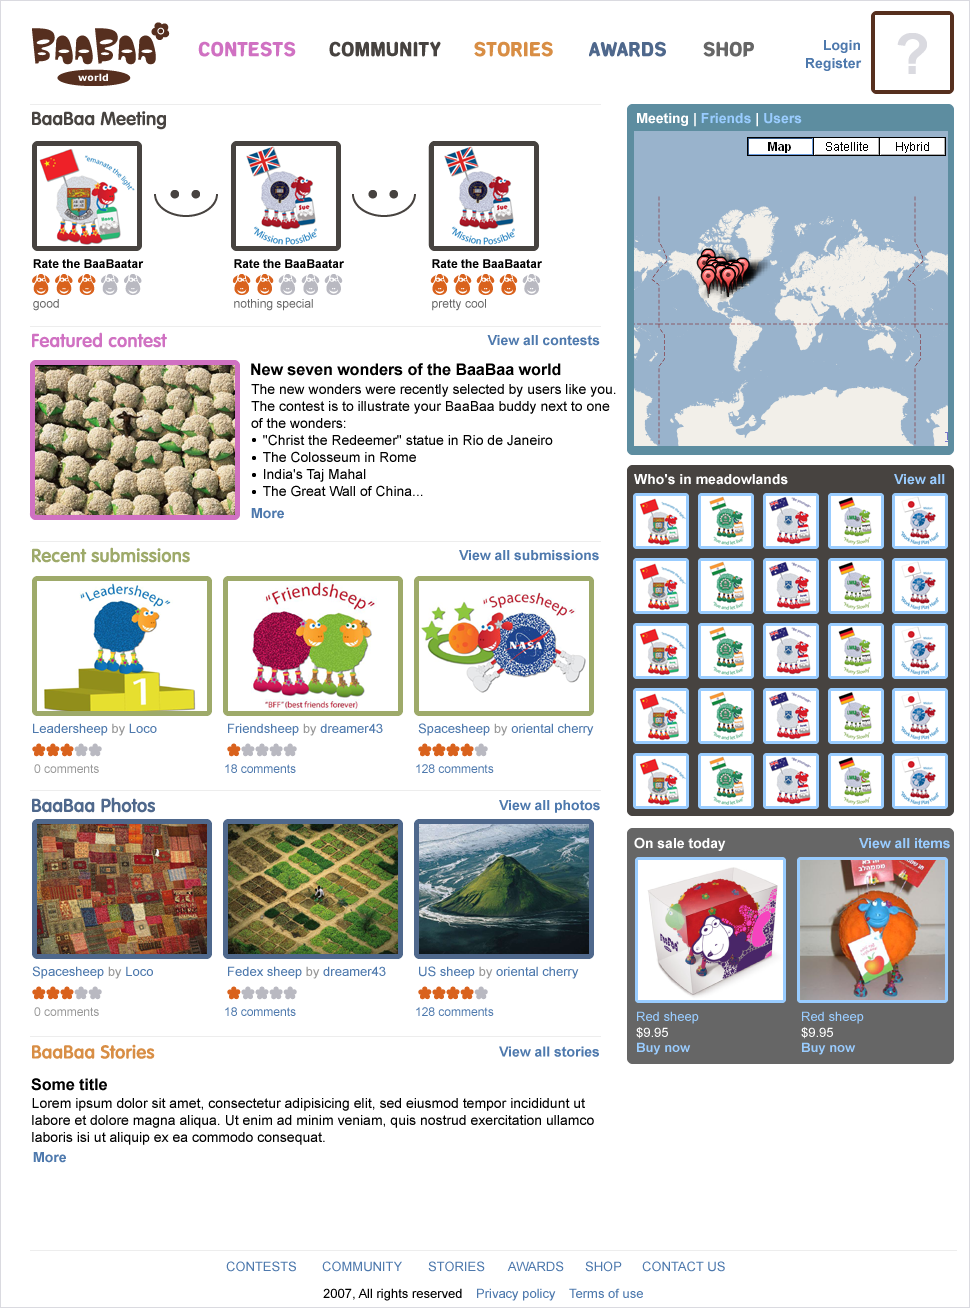 BaaBaa
world
CONTESTS COMMUNITY STORIES AWARDS SHOP
Login
Register
?
BaaBaa Meeting
"emanate the light"
"Mission Possible"
Sue
"Mission Possible"
Sue
Rate the BaaBaatar
good
Rate the BaaBaatar
nothing special
Rate the BaaBaatar
pretty cool
Featured contest
View all contests
New seven wonders of the BaaBaa world
The new wonders were recently selected by users like you.
The contest is to illustrate your BaaBaa buddy next to one
of the wonders:
• "Christ the Redeemer" statue in Rio de Janeiro
• The Colosseum in Rome
• India's Taj Mahal
• The Great Wall of China...
More
Recent submissions
View all submissions
"Leadersheep"
1
"Friendsheep"
"BFF" (best friends forever)
"Spacesheep"
NASA
Leadersheep by Loco
0 comments
Friendsheep by dreamer43
18 comments
Spacesheep by oriental cherry
128 comments
BaaBaa Photos
View all photos
Spacesheep by Loco
0 comments
Fedex sheep by dreamer43
18 comments
US sheep by oriental cherry
128 comments
BaaBaa Stories
View all stories
Some title
Lorem ipsum dolor sit amet, consectetur adipisicing elit, sed eiusmod tempor incididunt ut
labore et dolore magna aliqua. Ut enim ad minim veniam, quis nostrud exercitation ullamco
laboris isi ut aliquip ex ea commodo consequat.
More
Meeting | Friends | Users
Map Satellite Hybrid
Who's in meadowlands
View all
On sale today
View all items
Red sheep
$9.95
Buy now
Red sheep
$9.95
Buy now
CONTESTS COMMUNITY STORIES AWARDS SHOP CONTACT US
2007, All rights reserved Privacy policy Terms of use